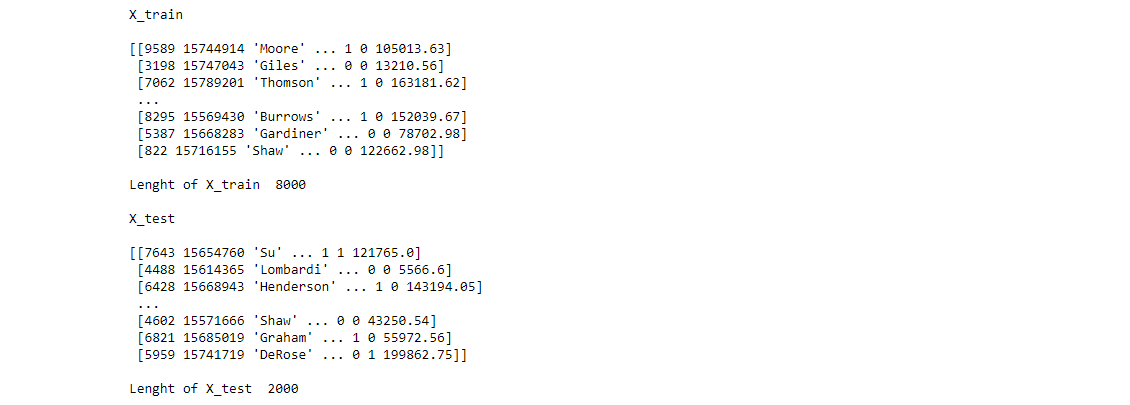 X_train
[[9589 15744914 'Moore' ... 1 0 105013.63]
[3198 15747043 'Giles' ... 0 0 13210.56]
[7062 15789201 'Thomson' ... 1 0 163181.62]
...
[8295 15569430 'Burrows' ... 1 0 152039.67]
[5387 15668283 'Gardiner' ... 0 0 78702.98]
[822 15716155 'Shaw' ... 0 0 122662.98]]
Lenght of X_train  8000
X_test
[[7643 15654760 'Su' ... 1 1 121765.0]
[4488 15614365 'Lombardi' ... 0 0 5566.6]
[6428 15668943 'Henderson' ... 1 0 143194.05]
...
[4602 15571666 'Shaw' ... 0 0 43250.54]
[6821 15685019 'Graham' ... 1 0 55972.56]
[5959 15741719 'DeRose' ... 0 1 199862.75]]
Lenght of X_test  2000